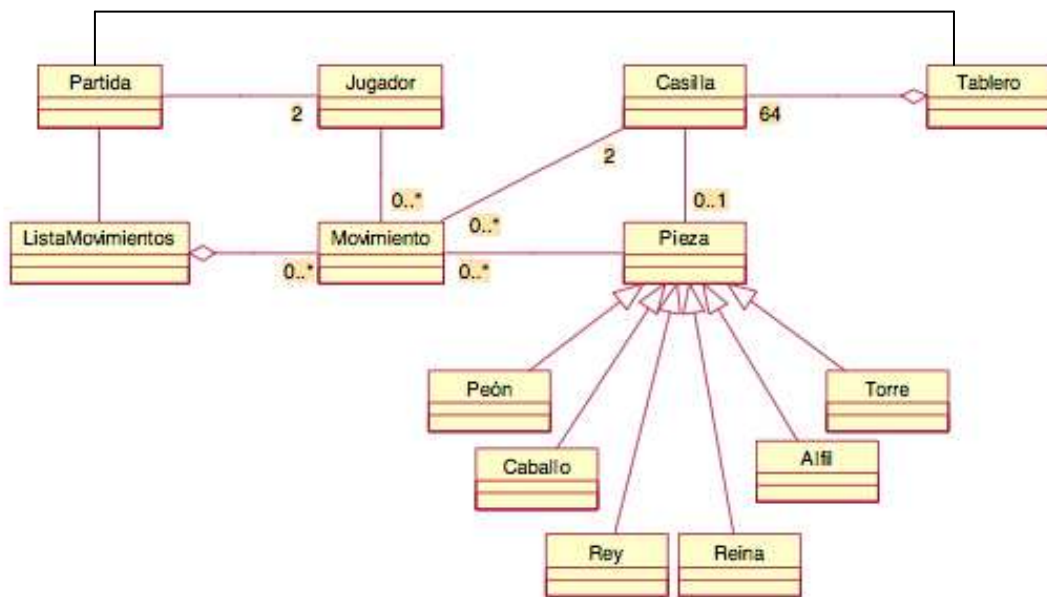 Partida
Jugador
Casilla
Tablero
2
64
2
0..*
0..*
0..1
ListaMovimientos
Movimiento
Pieza
0..*
0..*
Peón
Torre
Caballo
Alfil
Rey
Reina